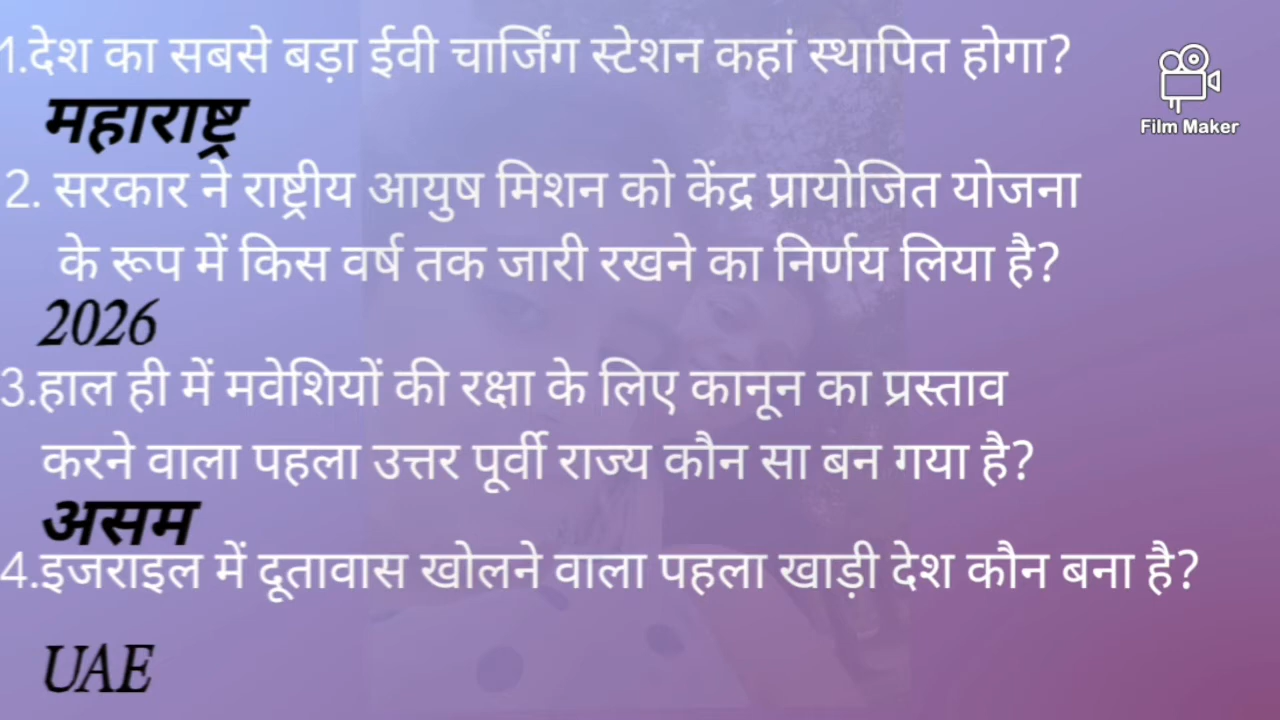 1.देश का सबसे बड़ा ईवी चार्जिंग स्टेशन कहां स्थापित होगा?
Film Maker
महाराष्ट्र
2. सरकार ने राष्ट्रीय आयुष मिशन को केंद्र प्रायोजित योजना
के रूप में किस वर्ष तक जारी रखने का निर्णय लिया है?
2026
3.हाल ही में मवेशियों की रक्षा के लिए कानून का प्रस्ताव
करने वाला पहला उत्तर पूर्वी राज्य कौन सा बन गया है?
असम
4.इजराइल में दूतावास खोलने वाला पहला खाड़ी देश कौन बना है?
UAE